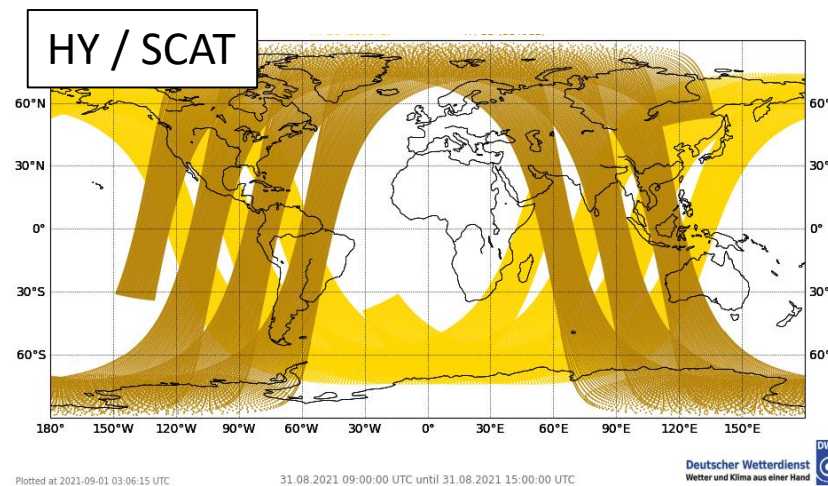 HY / SCAT
60°N
30°N
0°
30°S
60°S
60°
30°N
0°
30°S
60°S
180° 150°W 120°W 90°W 60°W 30°W 0° 30°E 60°E 90°E 120°E 150°E
DW
Deutscher Wetterdienst
Wetter und Klima aus einer Hand
Plotted at 2021-09-01 03:06:15 UTC
31.08.2021 09:00:00 UTC until 31.08.2021 15:00:00 UTC